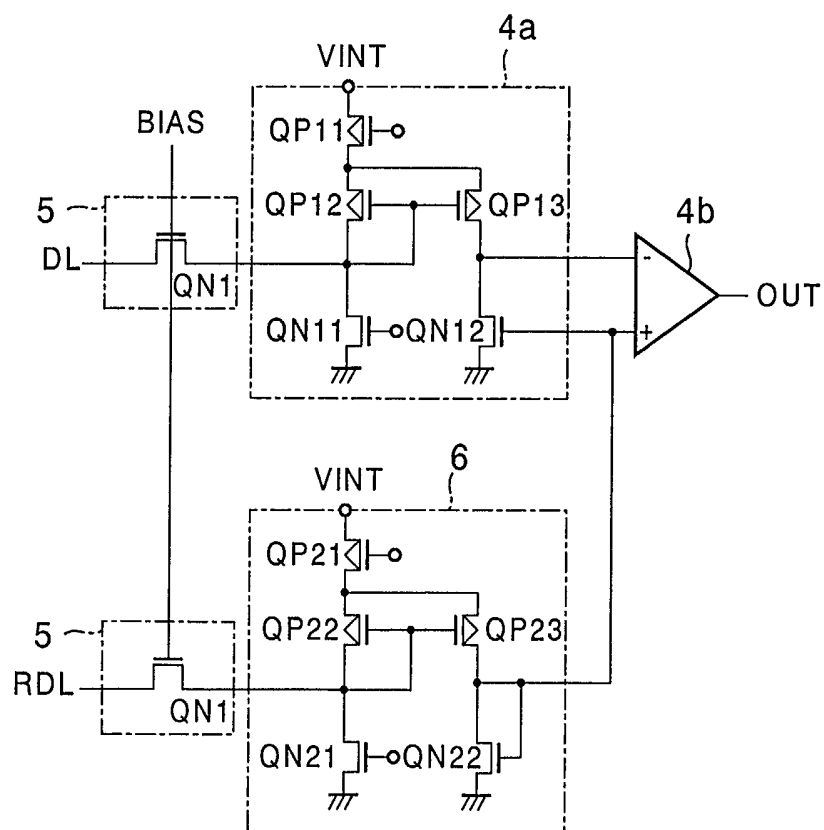 4a
VINT
BIAS
QP11
5
QP12
QP13
4b
DL
QN1
-
OUT
QN11
QN12
+
VINT
6
QP21
5
QP22
QP23
RDL
QN1
QN21
QN22